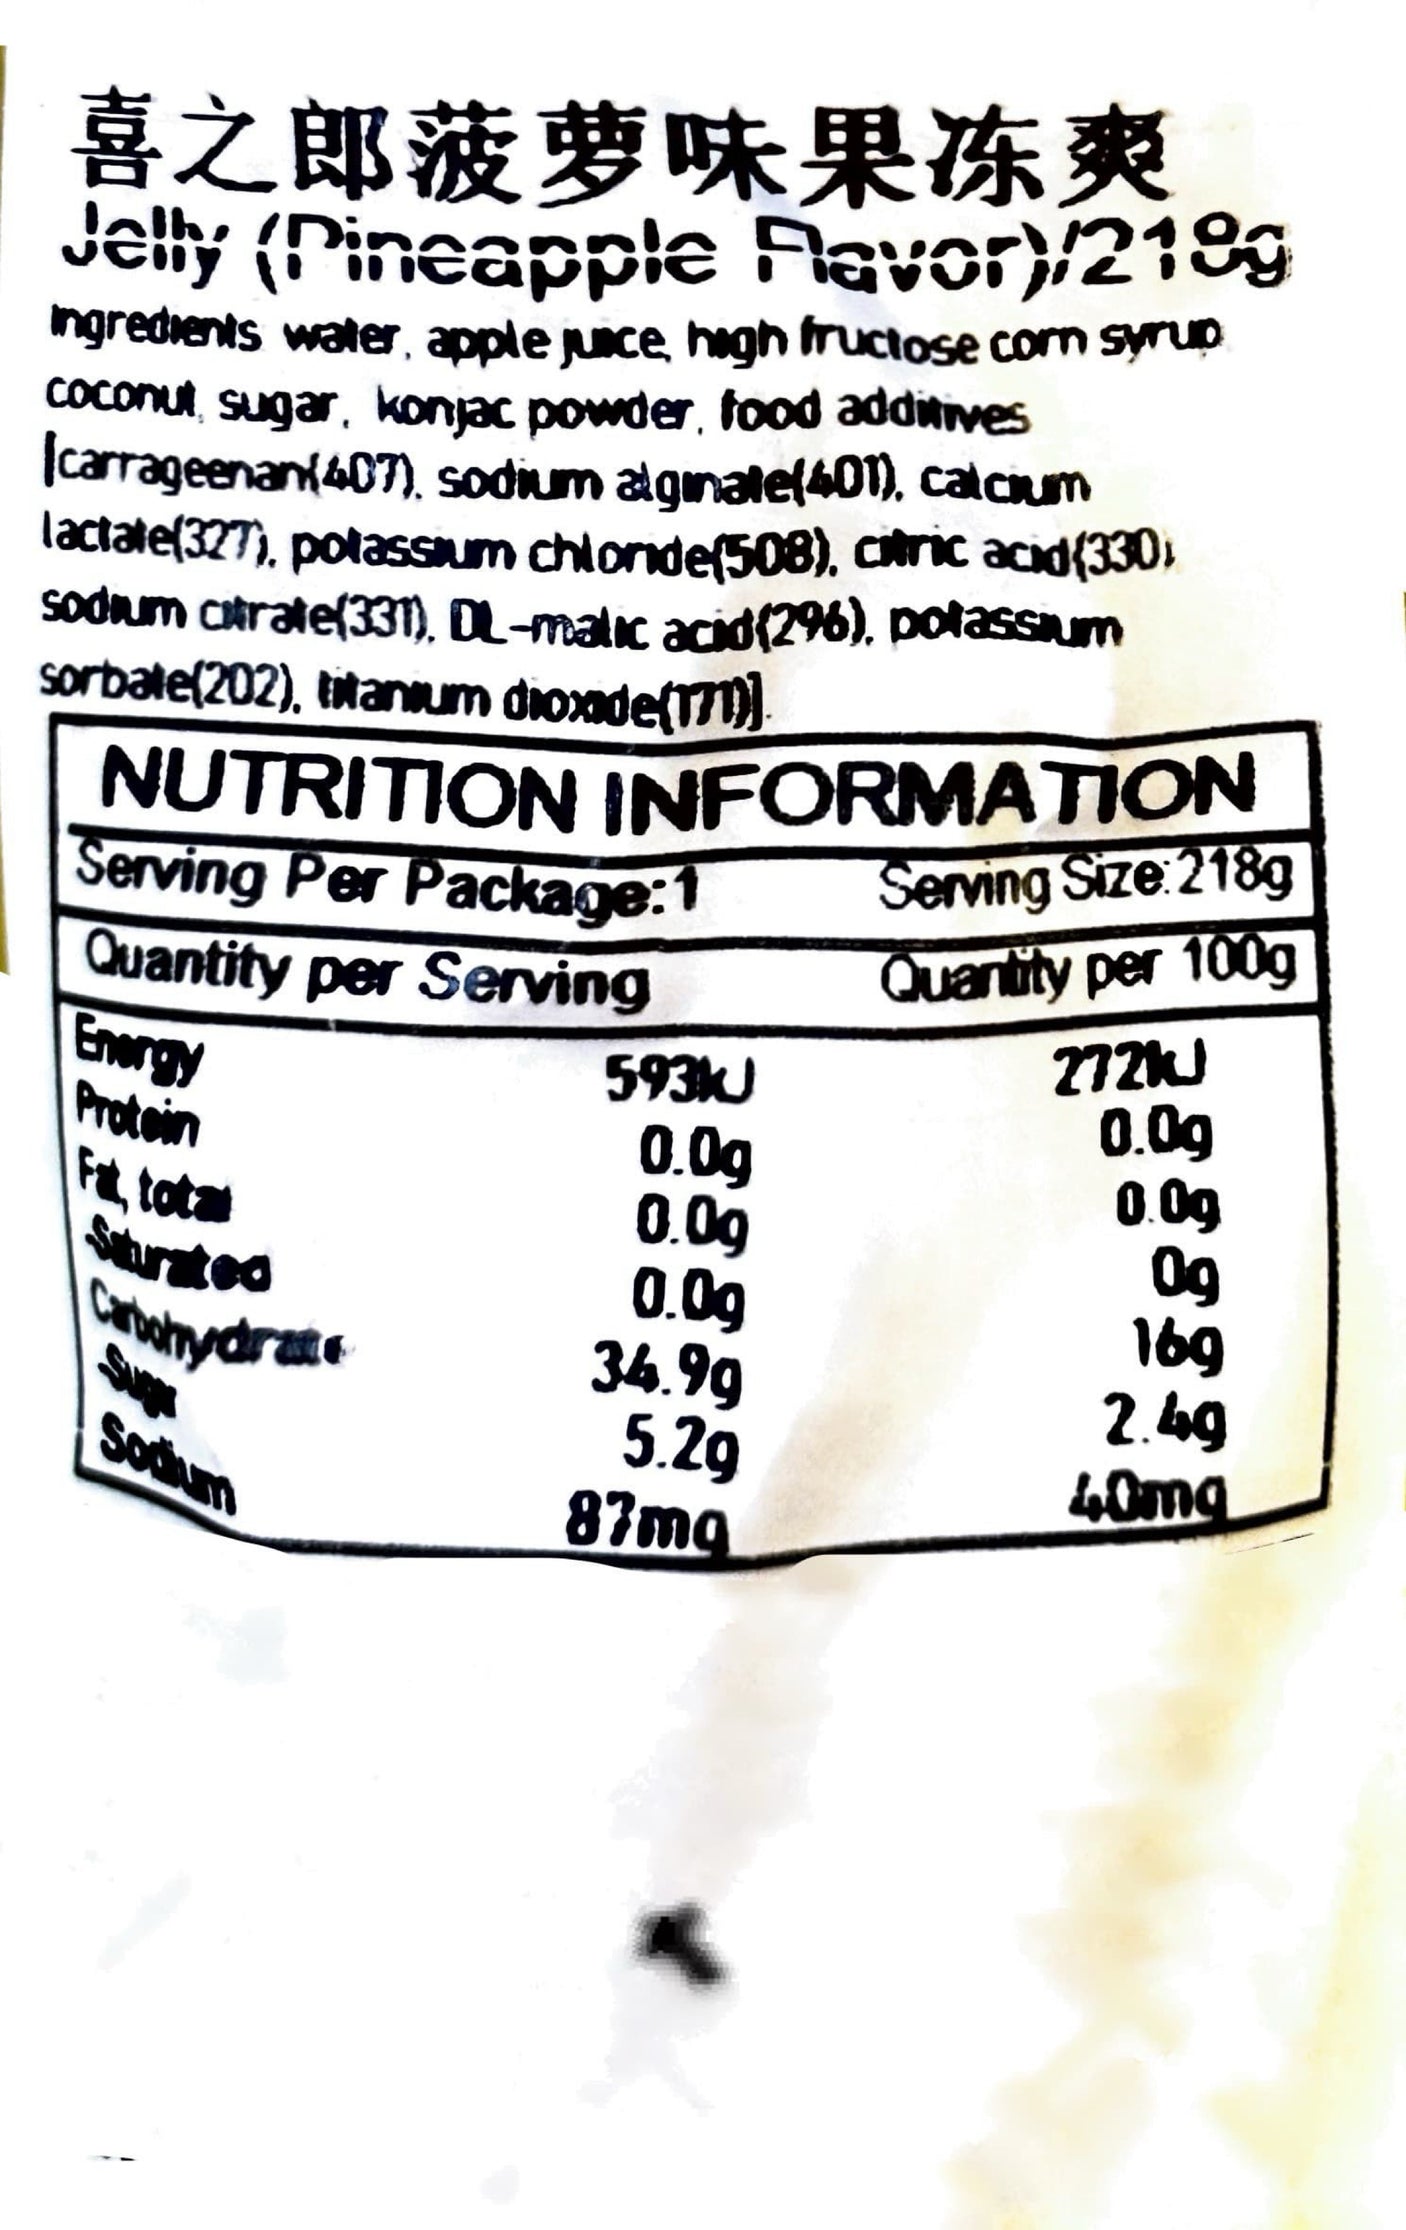 喜之郎菠萝味果冻爽
Jelly (Pineapple Flavor)/218g
Ingredients water, apple juice, high fructose corn syrup
coconut, sugar, konjac powder, food additives
[carrageenan(407), sodium alginate(401), calcium
lactate(327), potassium chloride(508), citric acid(330)
sodium citrate(331), DL-malic acid(296), potassium
sorbate(202), titanium dioxide(171)].
NUTRITION INFORMATION
Serving Per Package:1 Serving Size:218g
Quantity per Serving Quantity per 100g
Energy 593kJ 272kJ
Protein 0.0g 0.0g
Fat, total 0.0g 0.0g
-Saturated 0.0g 0g
Carbohydrate 34.9g 16g
-Sugar 5.2g 2.4g
Sodium 87mg 40mg